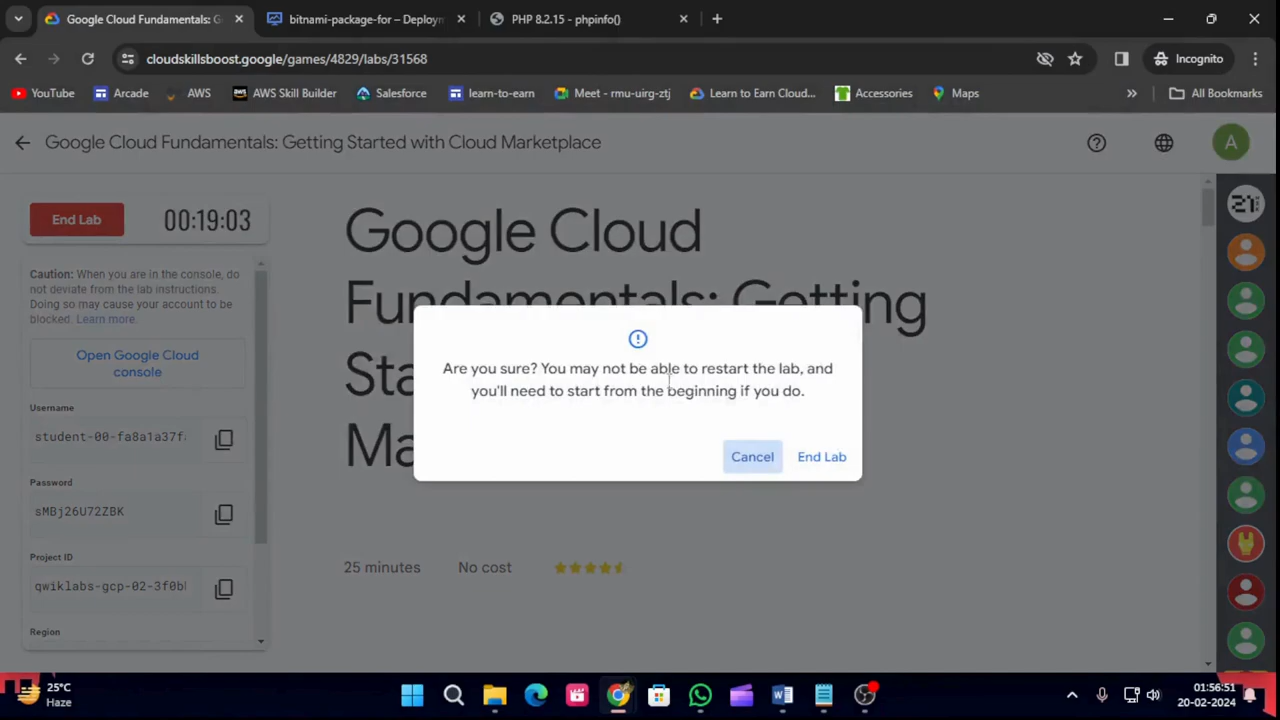 Google Cloud Fundamentals: G
bitnami-package-for – Deploym
PHP 8.2.15 - phpinfo()
cloudskillsboost.google/games/4829/labs/31568
Incognito
YouTube
Arcade
AWS
AWS Skill Builder
Salesforce
learn-to-earn
Meet - rmu-uirg-ztj
Learn to Earn Cloud...
Accessories
Maps
All Bookmarks
Google Cloud Fundamentals: Getting Started with Cloud Marketplace
A
End Lab
00:19:03
Caution: When you are in the console, do
not deviate from the lab instructions.
Doing so may cause your account to be
blocked. Learn more.
Open Google Cloud
console
Username
student-00-fa8a1a37f
Password
sMBj26U72ZBK
Project ID
qwiklabs-gcp-02-3f0b
Region
Google Cloud
Fundamentals: Getting
Sta
Ma
25 minutes
No cost
Are you sure? You may not be able to restart the lab, and
you'll need to start from the beginning if you do.
Cancel
End Lab
25°C
Haze
01:56:51
20-02-2024